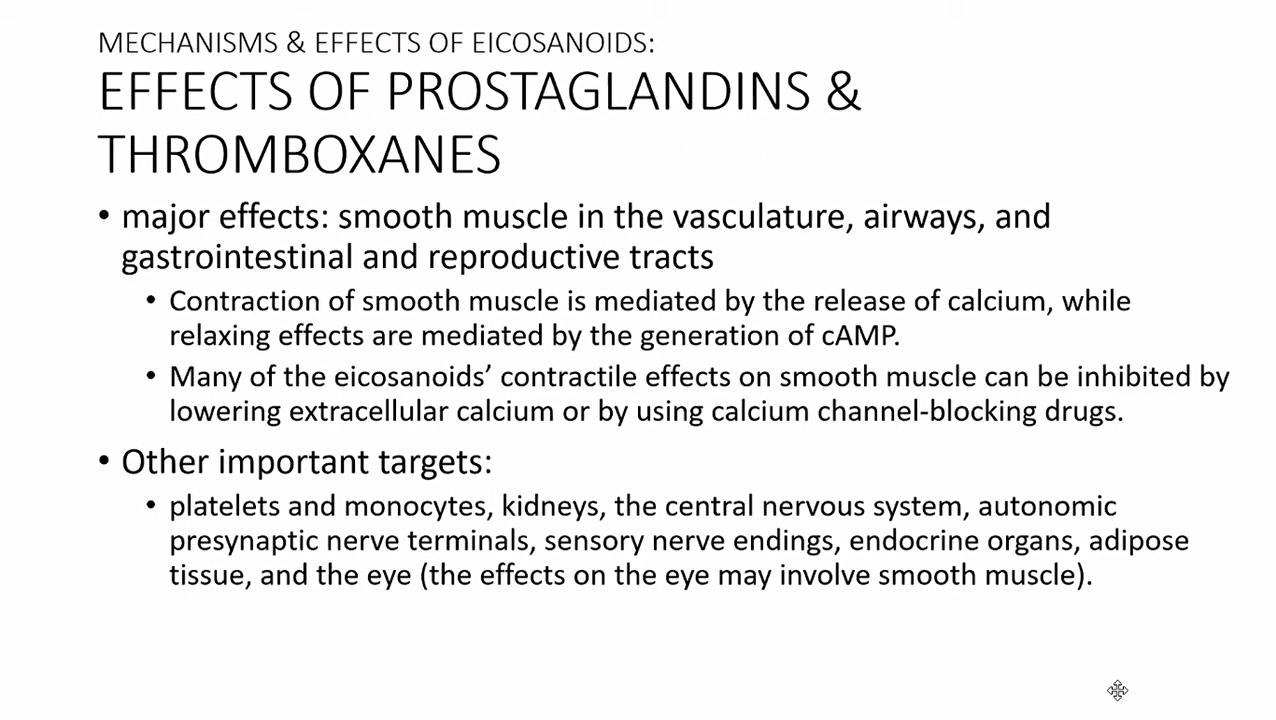 MECHANISMS & EFFECTS OF EICOSANOIDS:
EFFECTS OF PROSTAGLANDINS &
THROMBOXANES
• major effects: smooth muscle in the vasculature, airways, and
gastrointestinal and reproductive tracts
• Contraction of smooth muscle is mediated by the release of calcium, while
relaxing effects are mediated by the generation of cAMP.
• Many of the eicosanoids’ contractile effects on smooth muscle can be inhibited by
lowering extracellular calcium or by using calcium channel-blocking drugs.
• Other important targets:
• platelets and monocytes, kidneys, the central nervous system, autonomic
presynaptic nerve terminals, sensory nerve endings, endocrine organs, adipose
tissue, and the eye (the effects on the eye may involve smooth muscle).